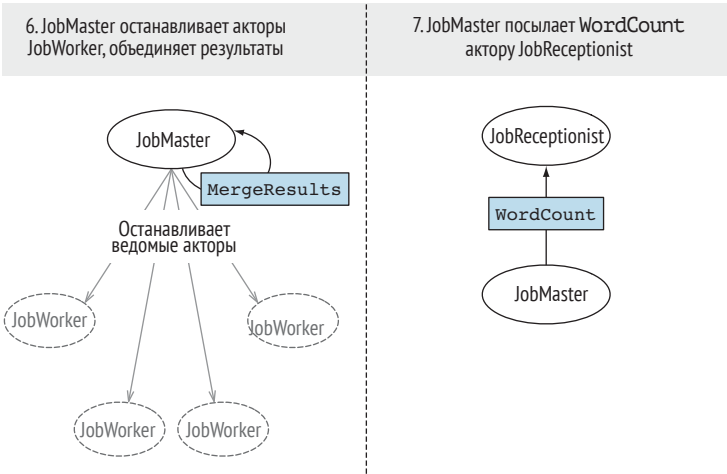 6. JobMaster останавливает акторы
JobWorker, объединяет результаты
JobMaster
MergeResults
Останавливает
ведомые акторы
JobWorker
JobWorker
JobWorker
JobWorker
7. JobMaster посылает WordCount
актору JobReceptionist
JobReceptionist
WordCount
JobMaster